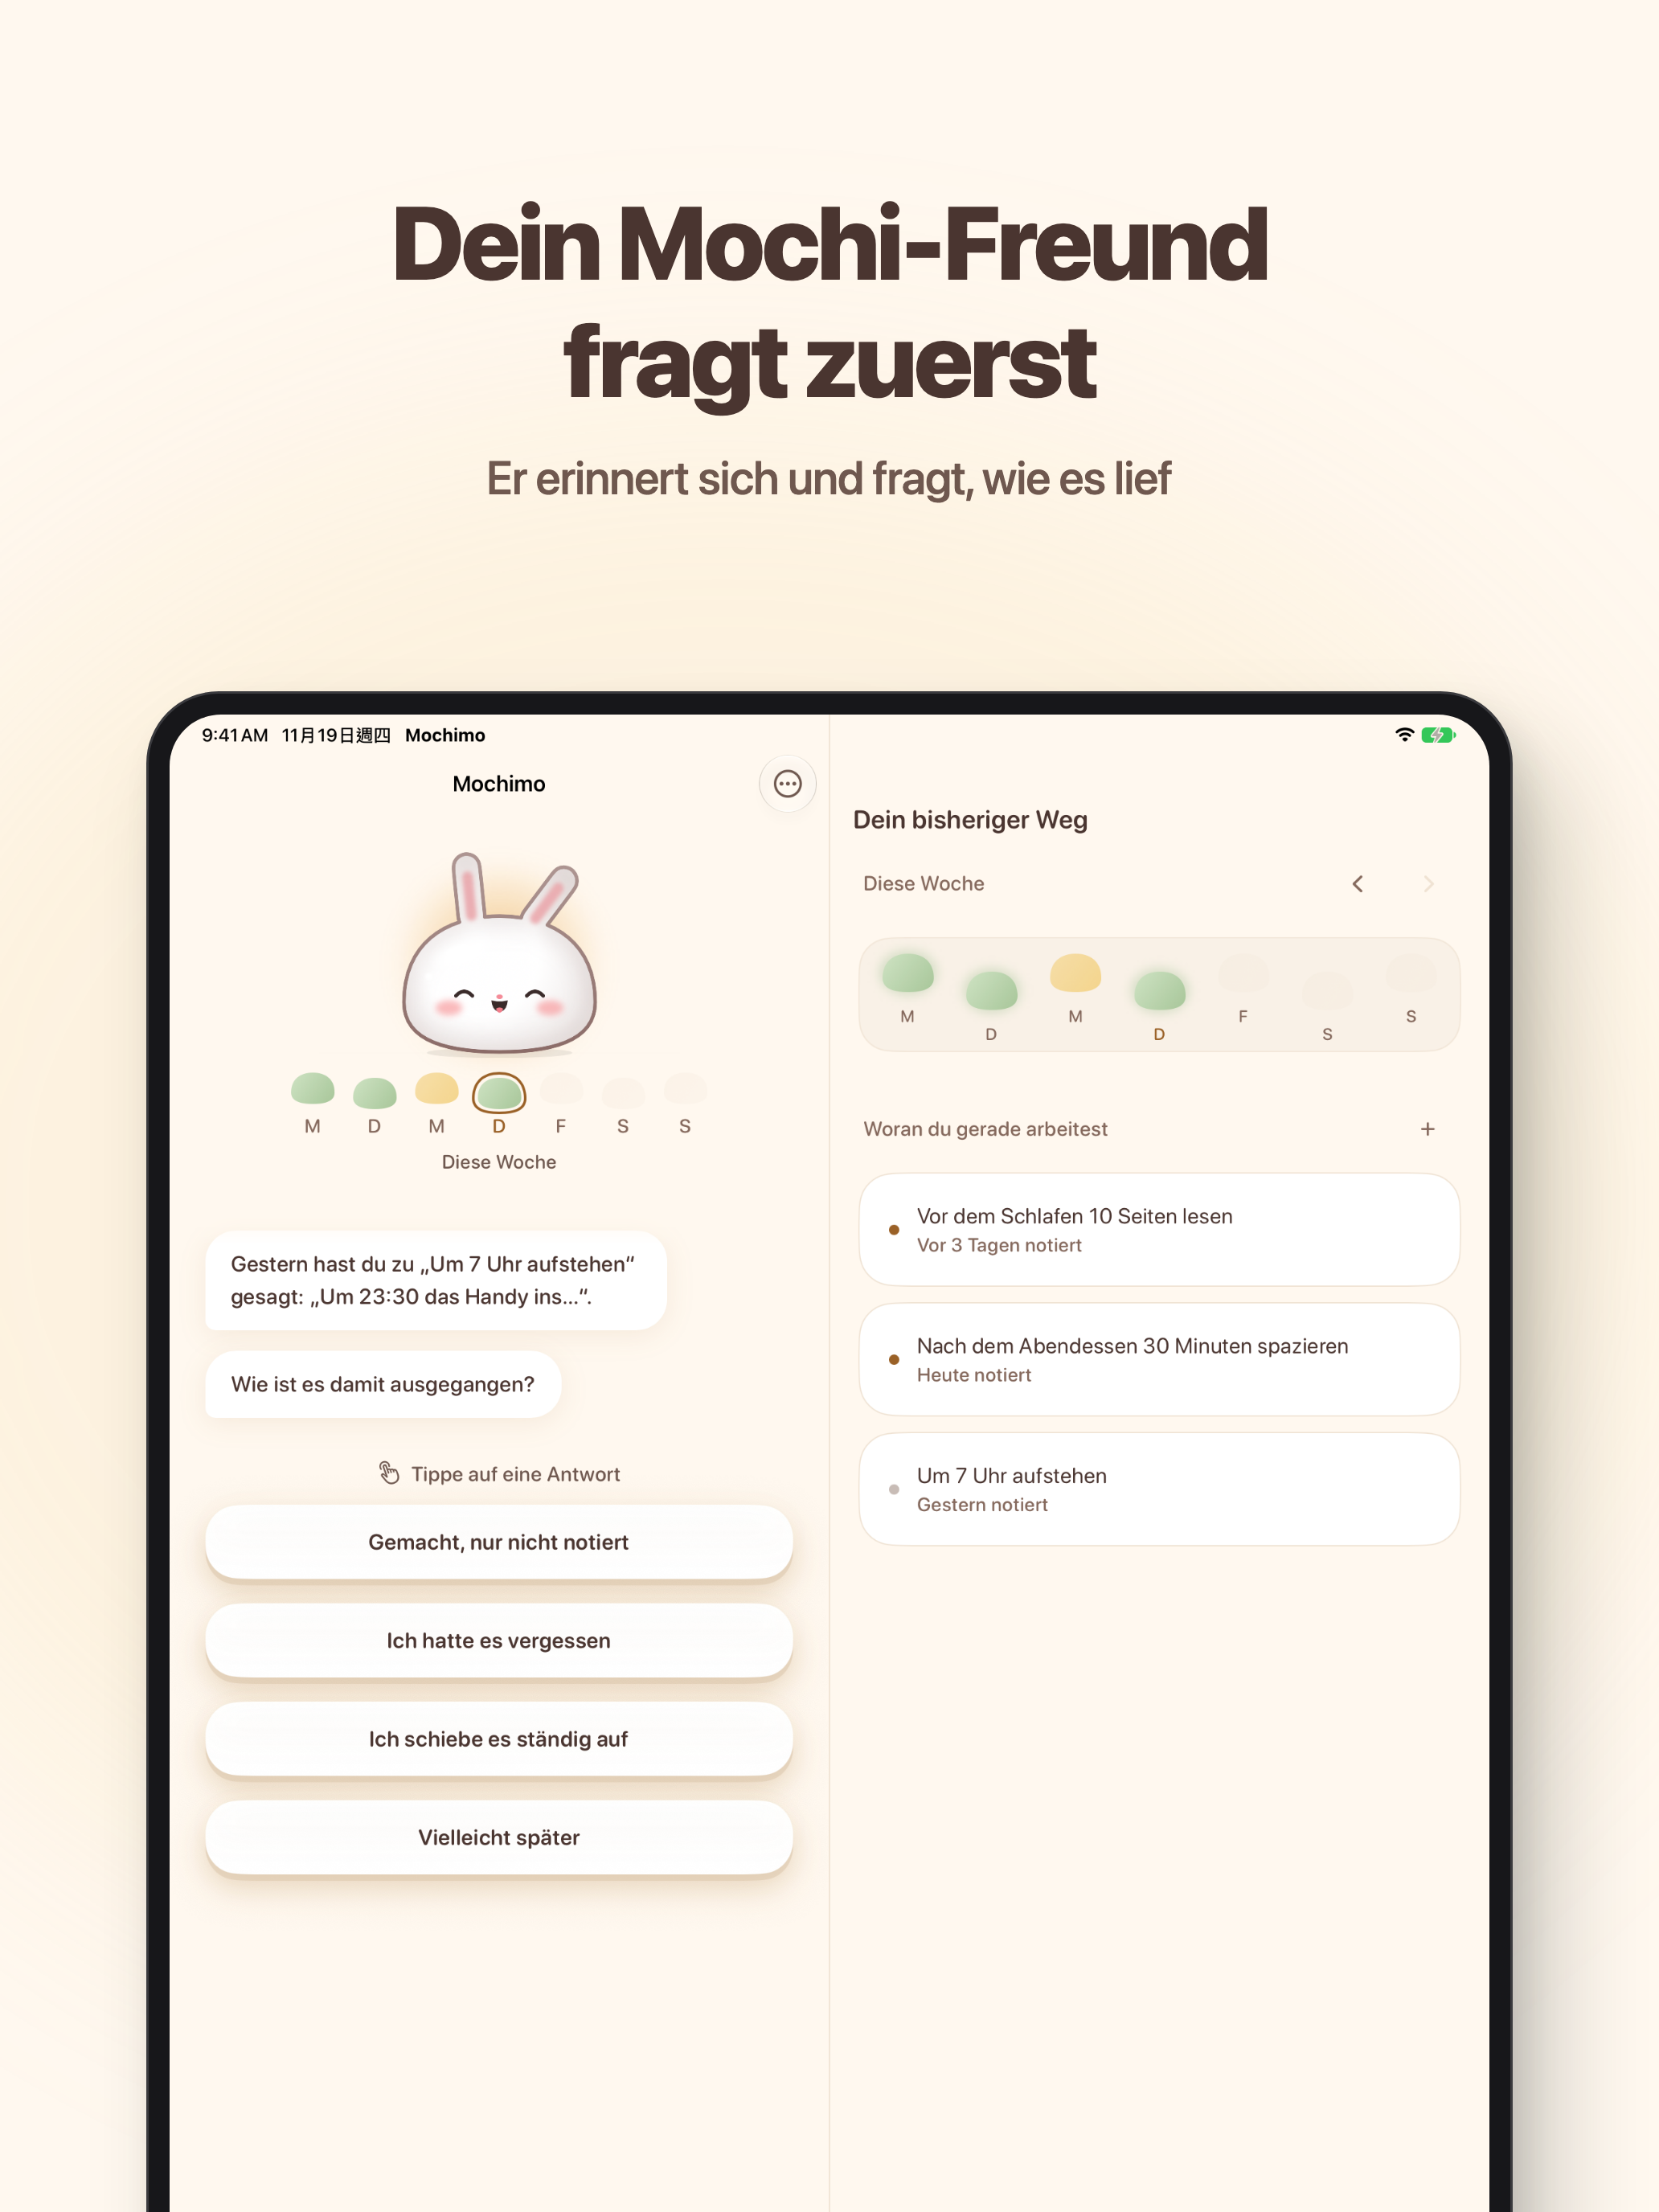 Dein Mochi-Freund
fragt zuerst
Er erinnert sich und fragt, wie es lief
9:41 AM 11月19日週四 Mochimo
Mochimo
M D M D F S S
Diese Woche
Gestern hast du zu „Um 7 Uhr aufstehen“
gesagt: „Um 23:30 das Handy ins...“.
Wie ist es damit ausgegangen?
Tippe auf eine Antwort
Gemacht, nur nicht notiert
Ich hatte es vergessen
Ich schiebe es ständig auf
Vielleicht später
Dein bisheriger Weg
Diese Woche
M D M D F S S
Woran du gerade arbeitest +
Vor dem Schlafen 10 Seiten lesen
Vor 3 Tagen notiert
Nach dem Abendessen 30 Minuten spazieren
Heute notiert
Um 7 Uhr aufstehen
Gestern notiert